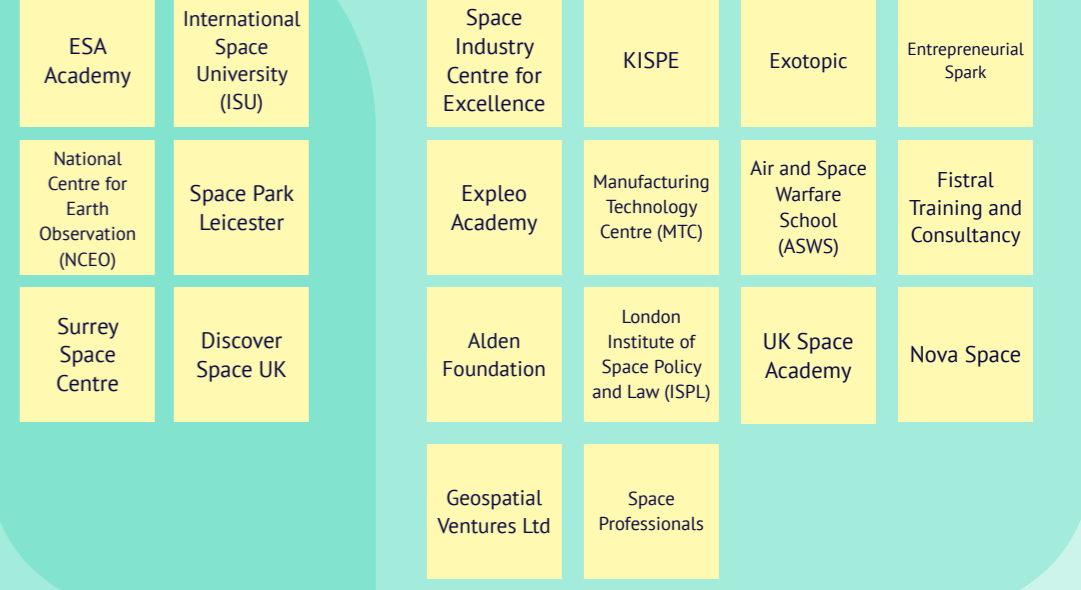 ESA
Academy
International
Space
University
(ISU)
Space
Industry
Centre for
Excellence
KISPE
Exotopic
Entrepreneurial
Spark
National
Centre for
Earth
Observation
(NCEO)
Space Park
Leicester
Expleo
Academy
Manufacturing
Technology
Centre (MTC)
Air and Space
Warfare
School
(ASWS)
Fistral
Training and
Consultancy
Surrey
Space
Centre
Discover
Space UK
Alden
Foundation
London
Institute of
Space Policy
and Law (ISPL)
UK Space
Academy
Nova Space
Geospatial
Ventures Ltd
Space
Professionals